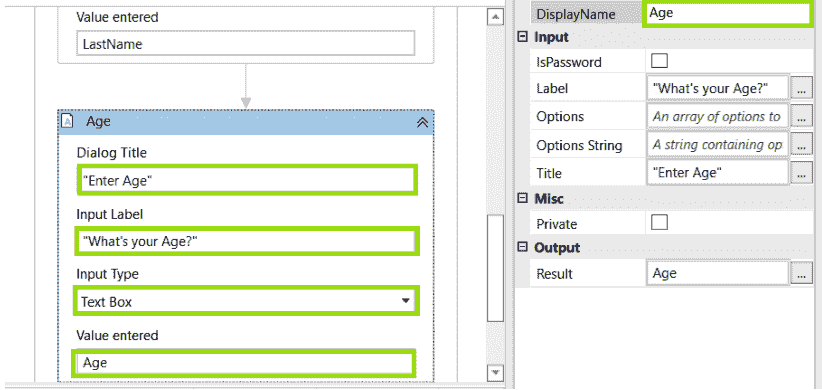 Value entered
LastName
Age
Dialog Title
"Enter Age"
Input Label
"What's your Age?"
Input Type
Text Box
Value entered
Age
DisplayName Age
Input
IsPassword
Label "What's your Age?" ...
Options An array of options to ...
Options String A string containing op ...
Title "Enter Age" ...
Misc
Private
Output
Result Age ...